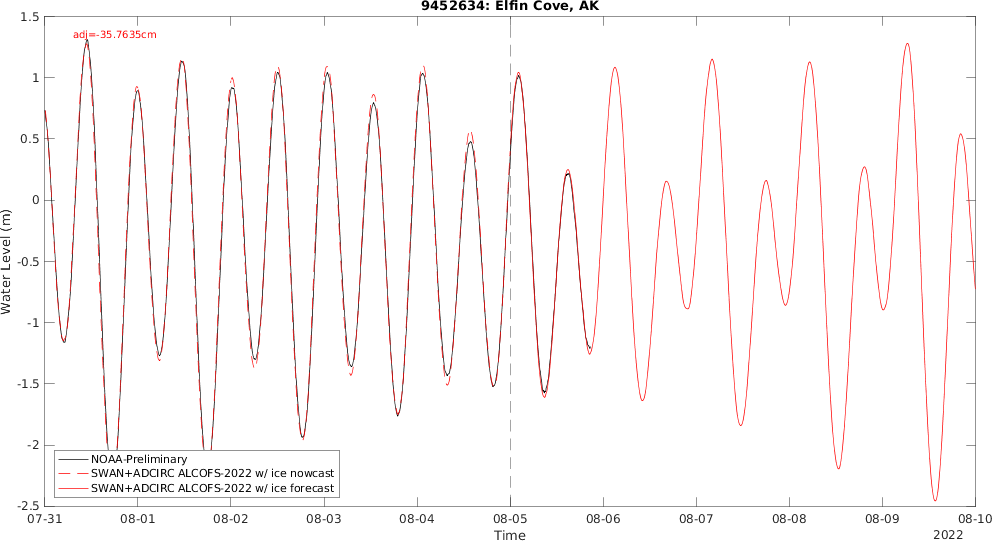 9452634: Elfin Cove, AK
adj=-35.7635cm
1.5
1
0.5
0
-0.5
-1
-1.5
-2
-2.5
Water Level (m)
NOAA-Preliminary
SWAN+ADCIRC ALCOFS-2022 w/ ice nowcast
SWAN+ADCIRC ALCOFS-2022 w/ ice forecast
07-31 08-01 08-02 08-03 08-04 08-05 08-06 08-07 08-08 08-09 08-10
Time
2022